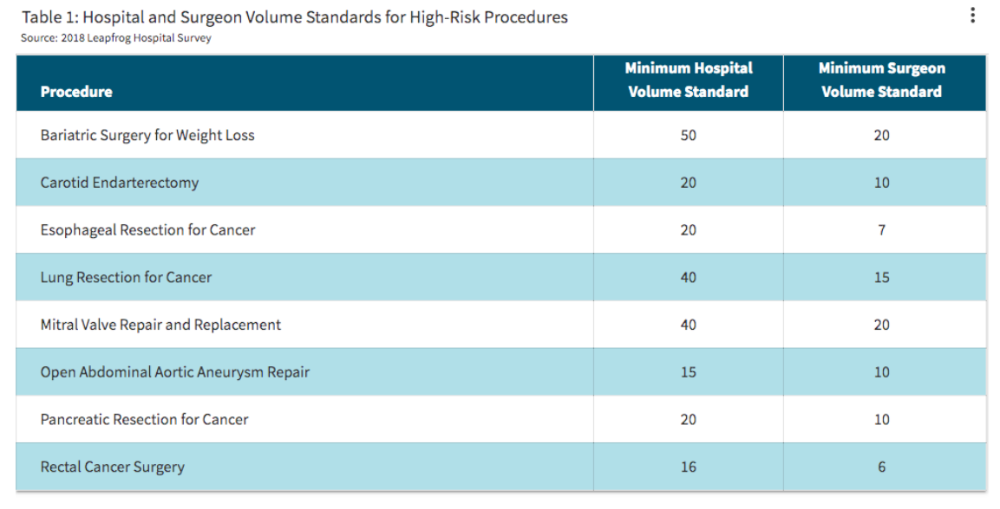 Table 1: Hospital and Surgeon Volume Standards for High-Risk Procedures
Source: 2018 Leapfrog Hospital Survey
Procedure Minimum Hospital Volume Standard Minimum Surgeon Volume Standard
Bariatric Surgery for Weight Loss 50 20
Carotid Endarterectomy 20 10
Esophageal Resection for Cancer 20 7
Lung Resection for Cancer 40 15
Mitral Valve Repair and Replacement 40 20
Open Abdominal Aortic Aneurysm Repair 15 10
Pancreatic Resection for Cancer 20 10
Rectal Cancer Surgery 16 6